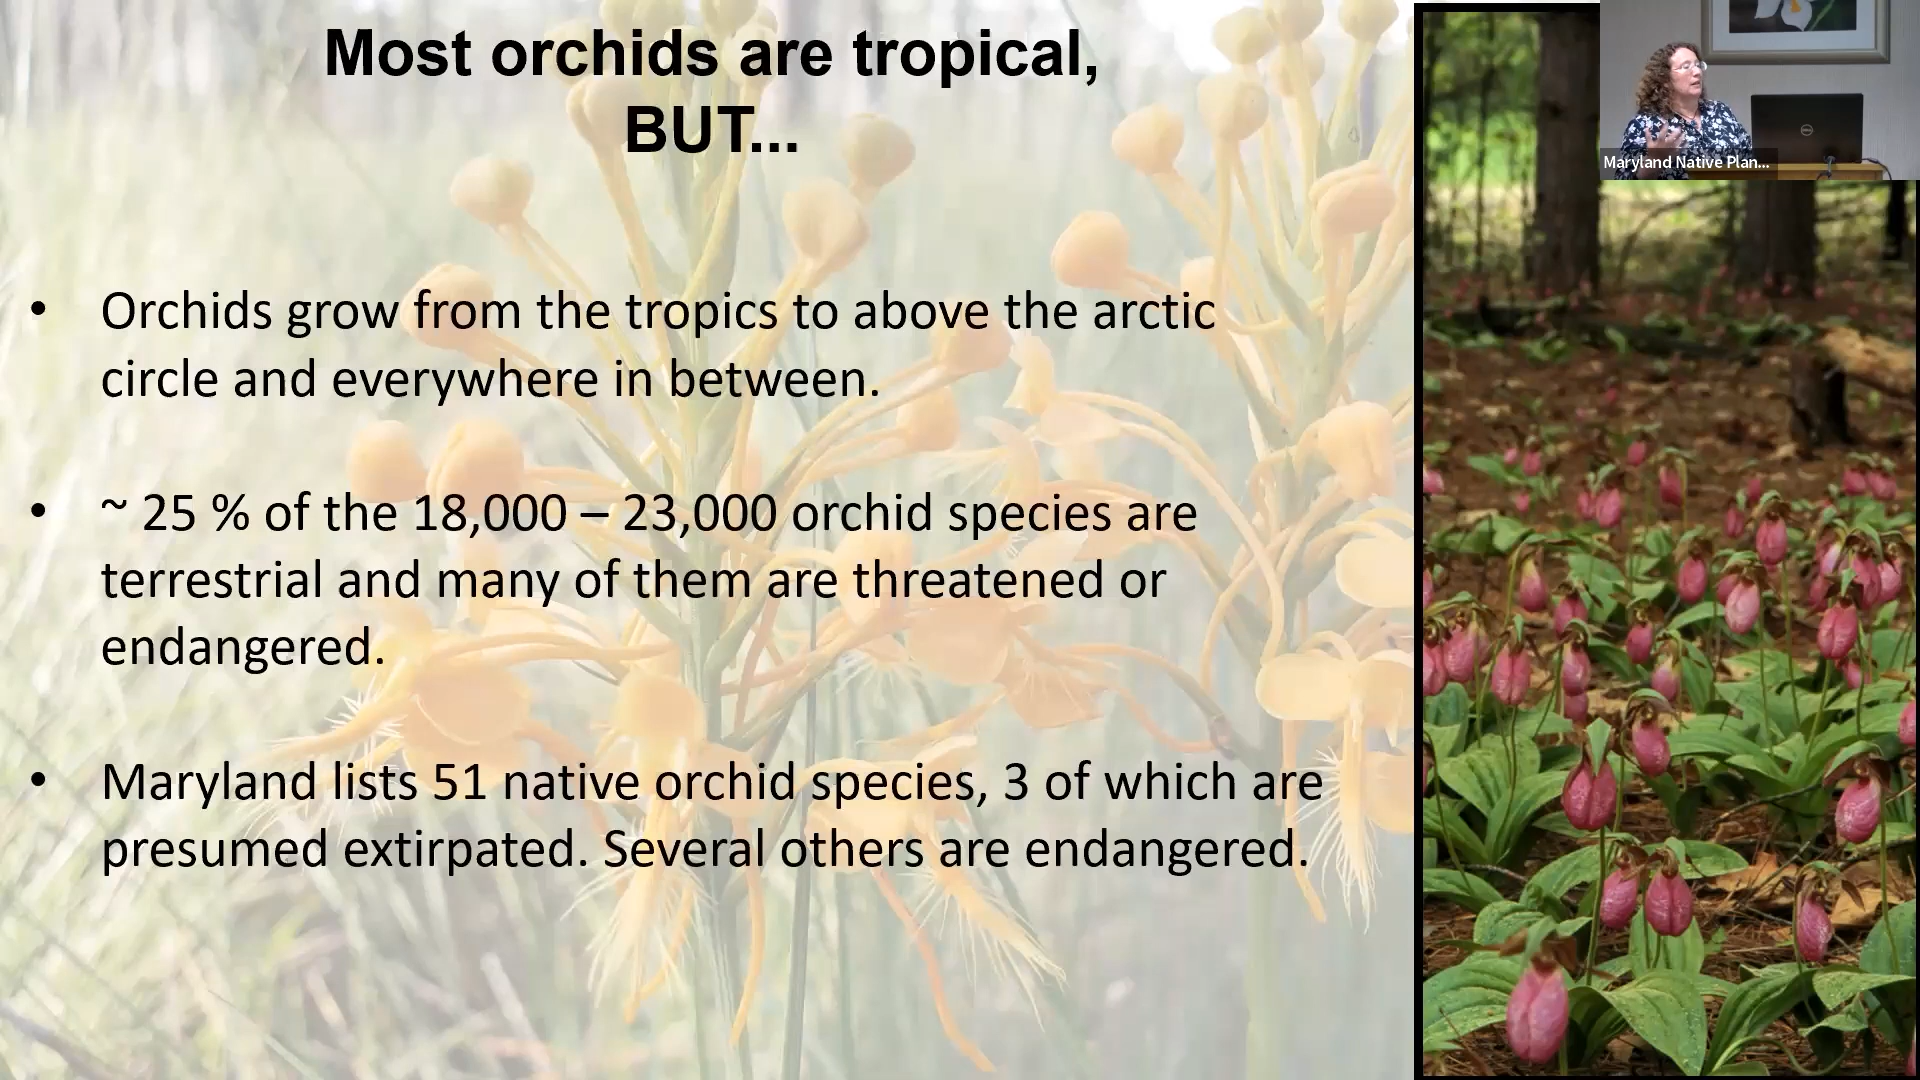 Most orchids are tropical,
BUT...
Maryland Native Plan...
• Orchids grow from the tropics to above the arctic
circle and everywhere in between.
• ~ 25 % of the 18,000 – 23,000 orchid species are
terrestrial and many of them are threatened or
endangered.
• Maryland lists 51 native orchid species, 3 of which are
presumed extirpated. Several others are endangered.